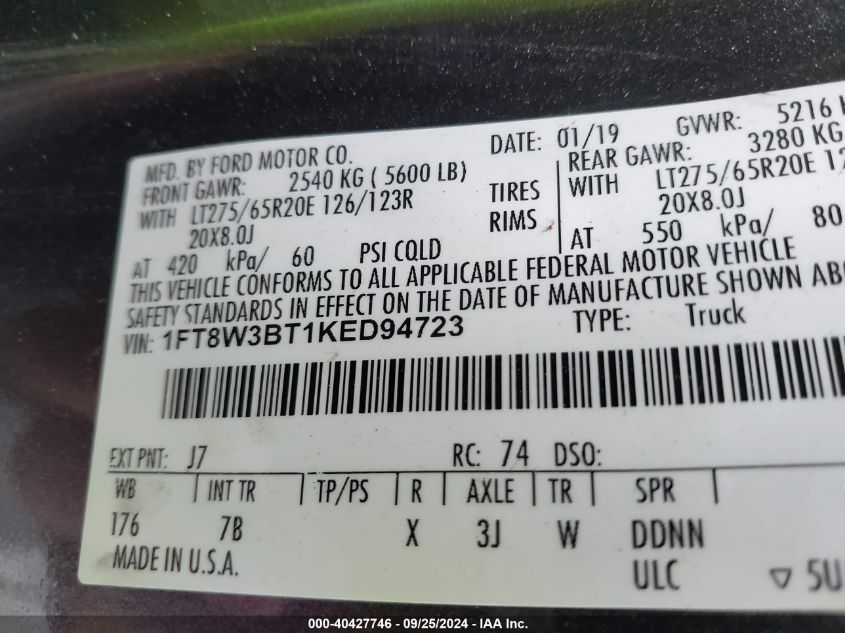 MFD. BY FORD MOTOR CO. DATE: 01/19 GVWR: 5216
FRONT GAWR: 2540 KG ( 5600 LB) REAR GAWR: 3280 KG
WITH LT275/65R20E 126/123R TIRES WITH LT275/65R20E
20X8.0J RIMS 20X8.0J
AT 420 kPa/ 60 PSI COLD AT 550 kPa/ 80
THIS VEHICLE CONFORMS TO ALL APPLICABLE FEDERAL MOTOR VEHICLE
SAFETY STANDARDS IN EFFECT ON THE DATE OF MANUFACTURE SHOWN
VIN: 1FT8W3BT1KED94723 TYPE: Truck
EXT PNT: J7 RC: 74 DSO:
WB INT TR TP/PS R AXLE TR SPR
176 7B X 3J W DDNN
MADE IN U.S.A. ULC ▽ 5U
000-40427746 - 09/25/2024 - IAA Inc.